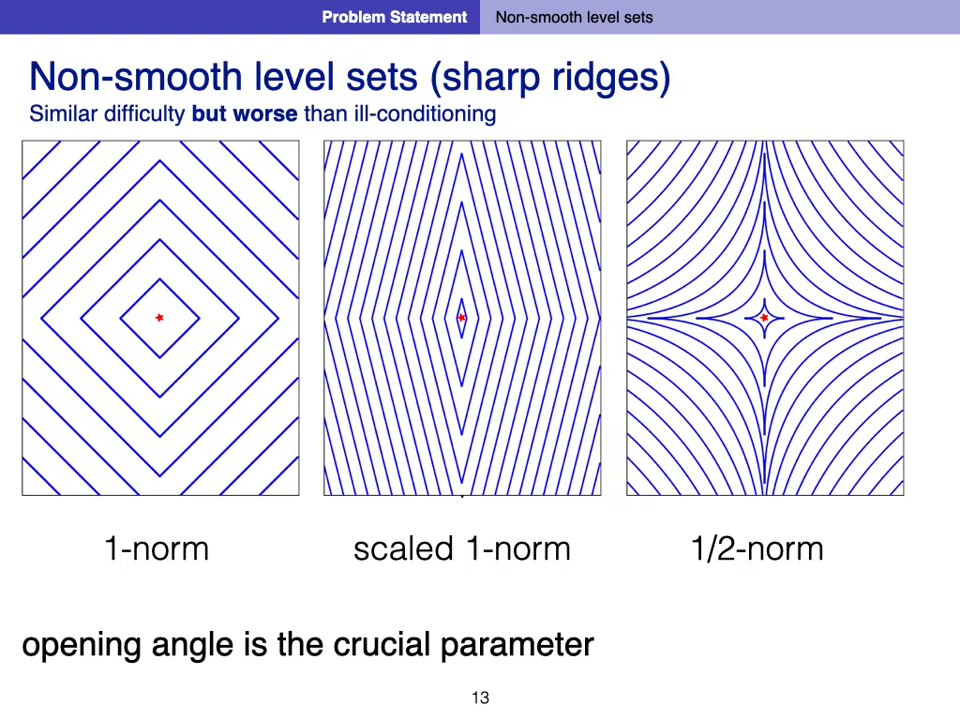 Problem Statement Non-smooth level sets
Non-smooth level sets (sharp ridges)
Similar difficulty but worse than ill-conditioning
1-norm scaled 1-norm 1/2-norm
opening angle is the crucial parameter
13